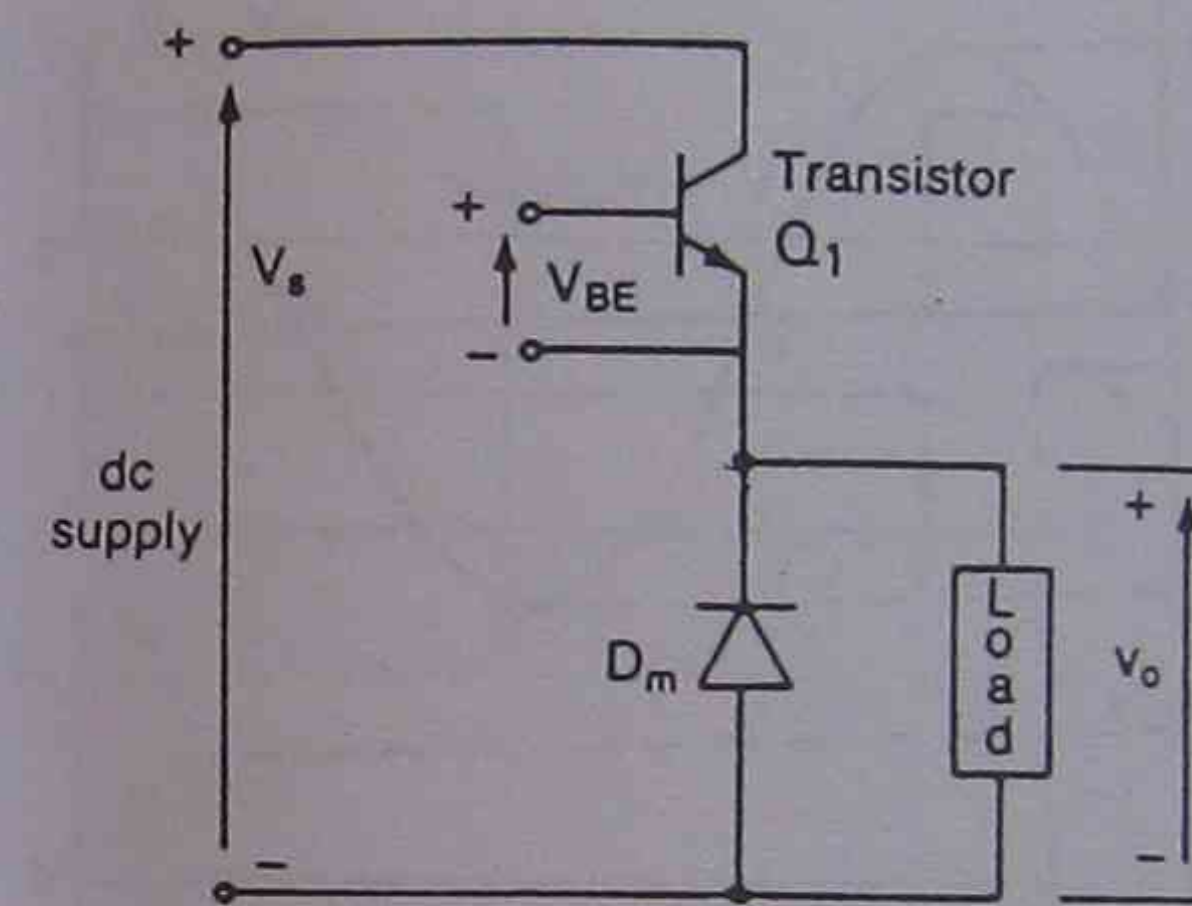 +
Transistor
Q1
+
Vs
VBE
−
dc
supply
+
Load
Dm
vo
−
−